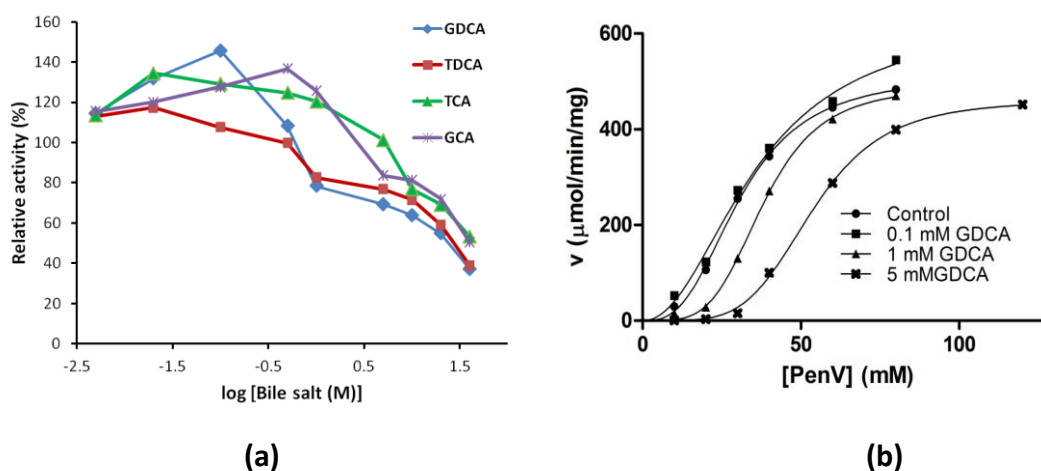 160
140
120
100
80
60
40
20
0
-2.5
-1.5
-0.5
0.5
1.5
Relative activity (%)
log [Bile salt (M)]
GDCA
TDCA
TCA
GCA
(a)
600
400
200
0
0
50
100
v (μmol/min/mg)
[PenV] (mM)
Control
0.1 mM GDCA
1 mM GDCA
5 mMGDCA
(b)